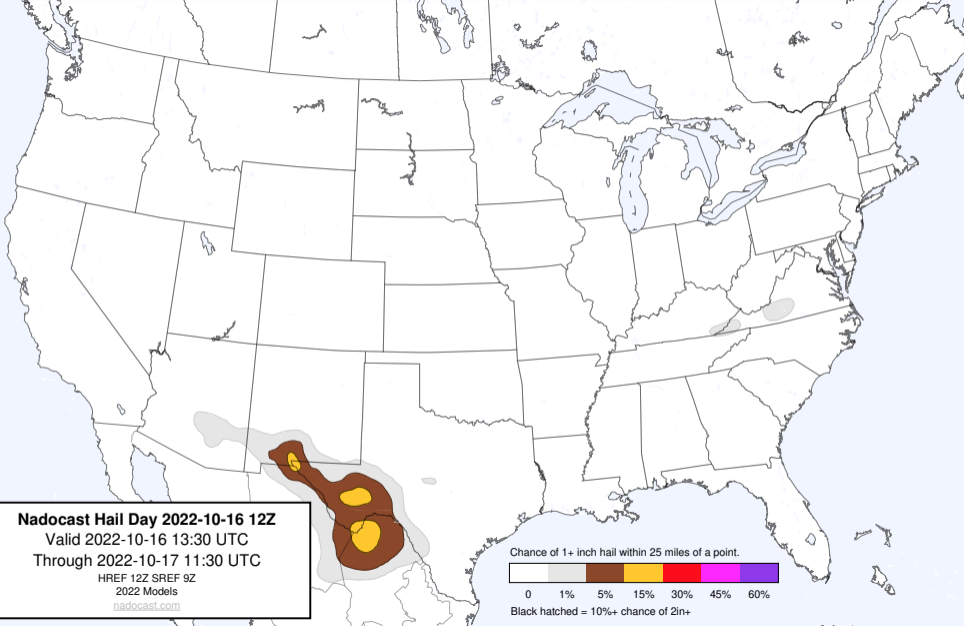 Nadocast Hail Day 2022-10-16 12Z
Valid 2022-10-16 13:30 UTC
Through 2022-10-17 11:30 UTC
HREF 12Z SREF 9Z
2022 Models
nadocast.com
Chance of 1+ inch hail within 25 miles of a point.
0 1% 5% 15% 30% 45% 60%
Black hatched = 10%+ chance of 2in+